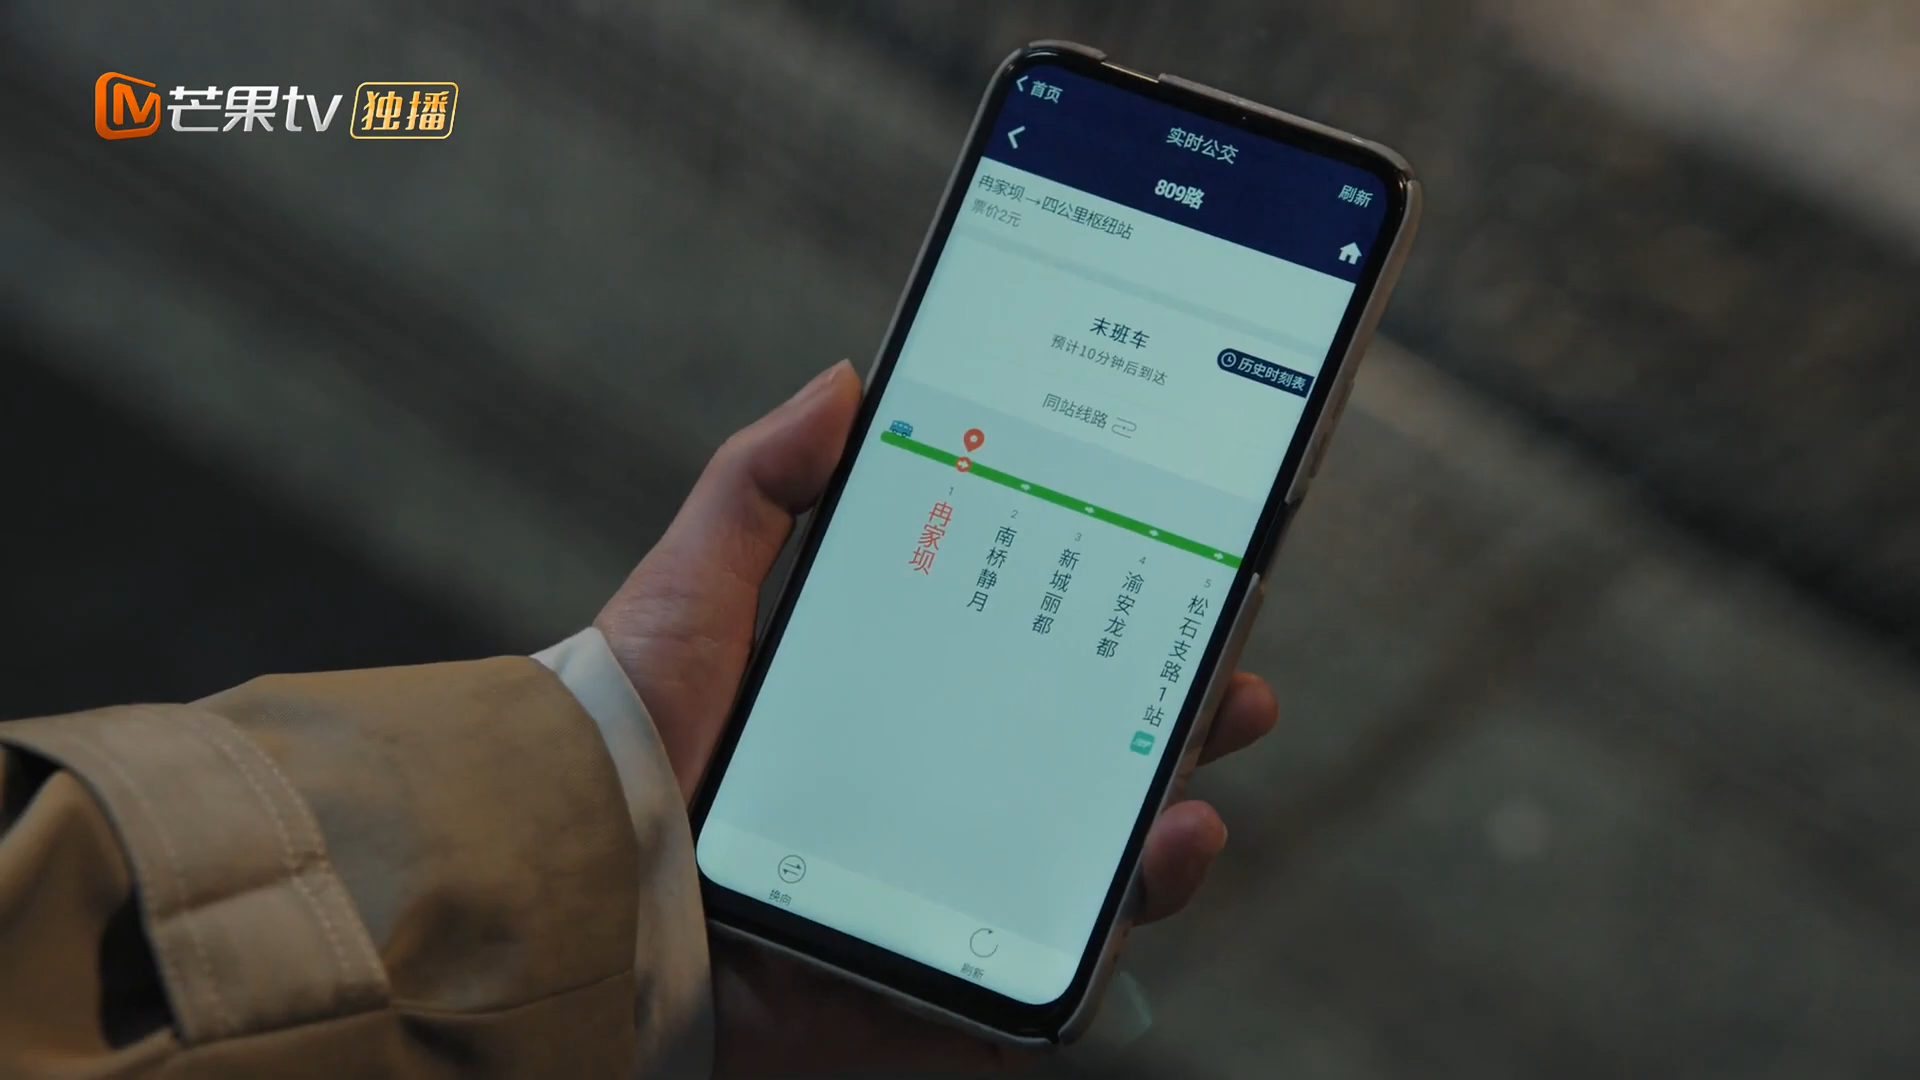 芒果tv 独播
首页
实时公交
809路
刷新
冉家坝→四公里枢纽站
票价2元
末班车
预计10分钟后到达
历史时刻表
同站线路
1
冉家坝
2
南桥静月
3
新城丽都
4
渝安龙都
5
松石支路1站
换向
刷新